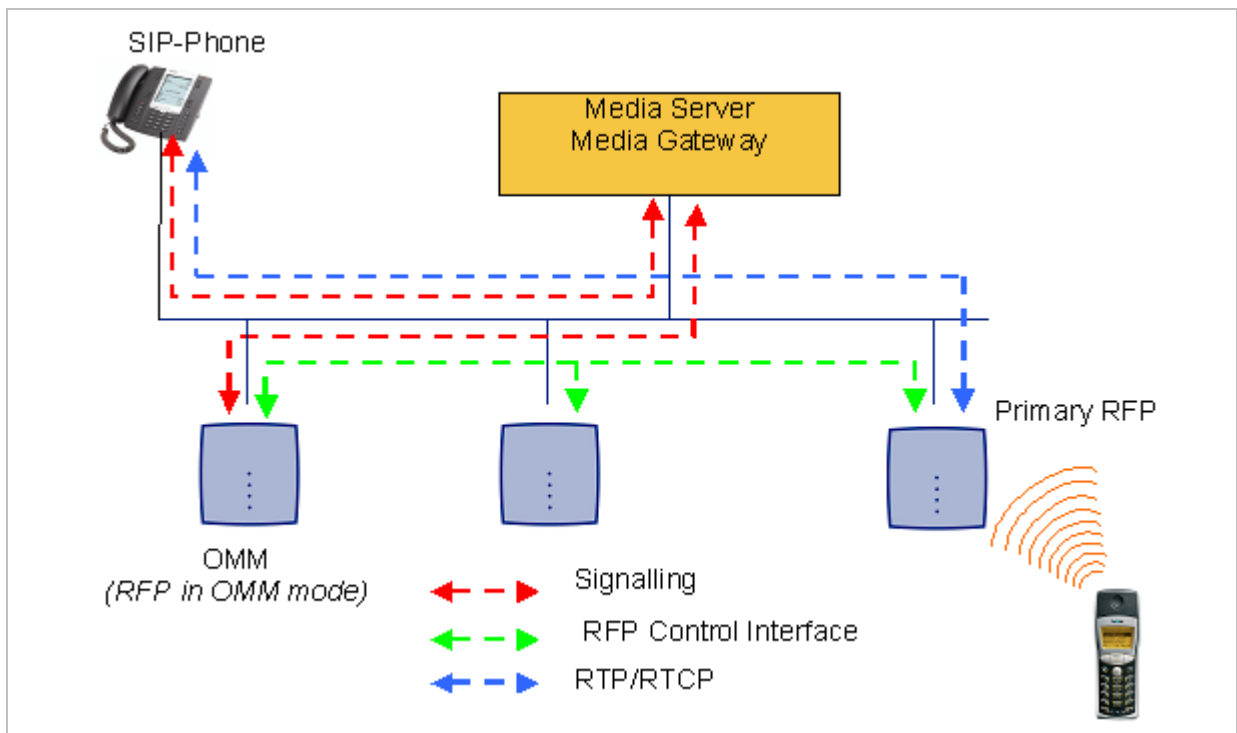 SIP-Phone
Media Server
Media Gateway
Primary RFP
OMM
(RFP in OMM mode)
Signalling
RFP Control Interface
RTP/RTCP